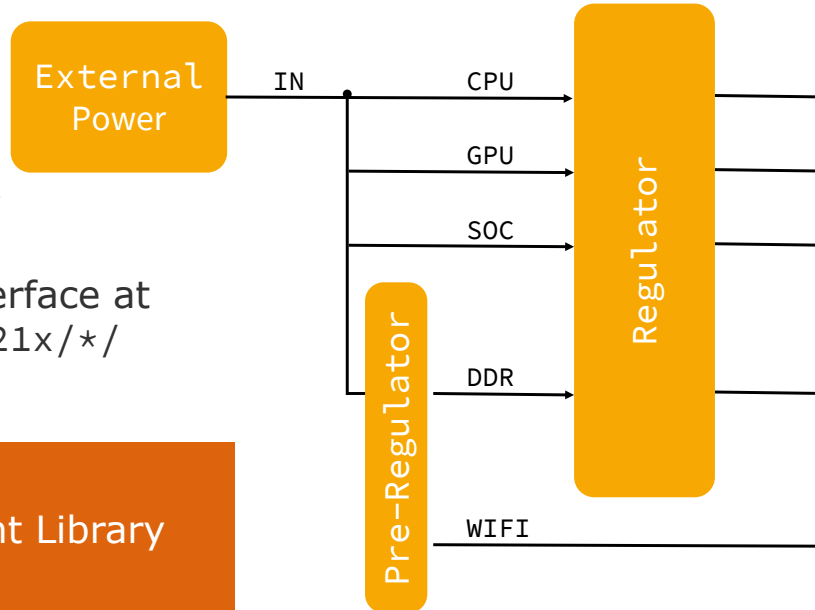 External
Power
IN
CPU
GPU
SOC
DDR
WIFI
Pre-Regulator
Regulator
erface at
21x/*/
nt Library